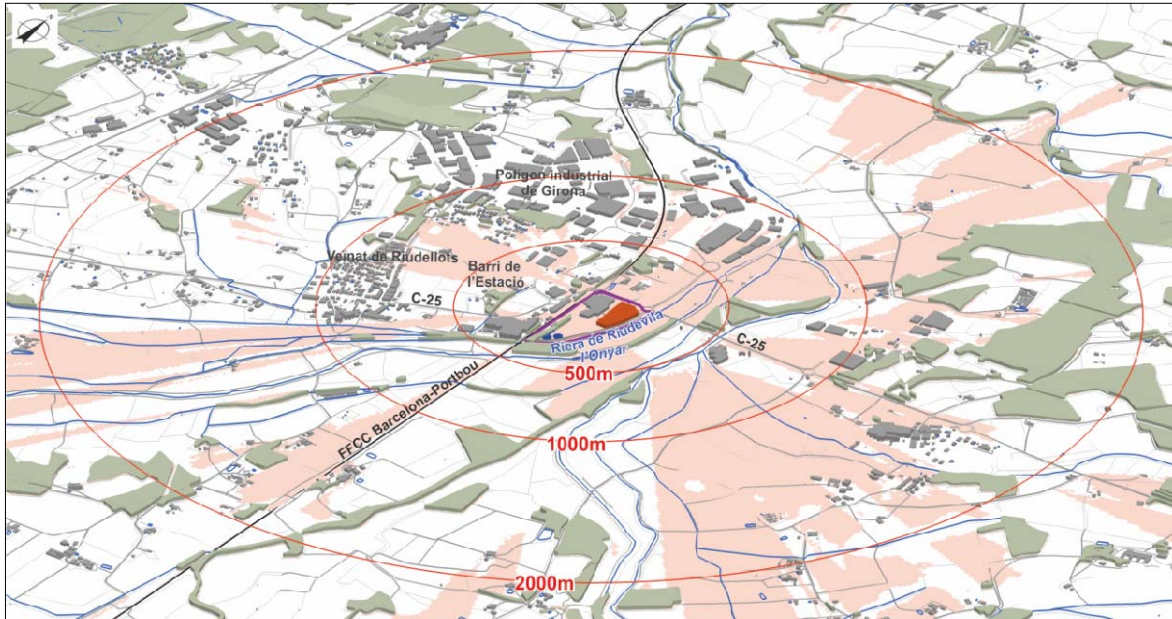 Polígon industrial
de Girona
Veïnat de Riudellots
Barri de
l'Estació
C-25
Riera de Riudevila
l'Onyar
C-25
500m
FFCC Barcelona-Portbou
1000m
2000m